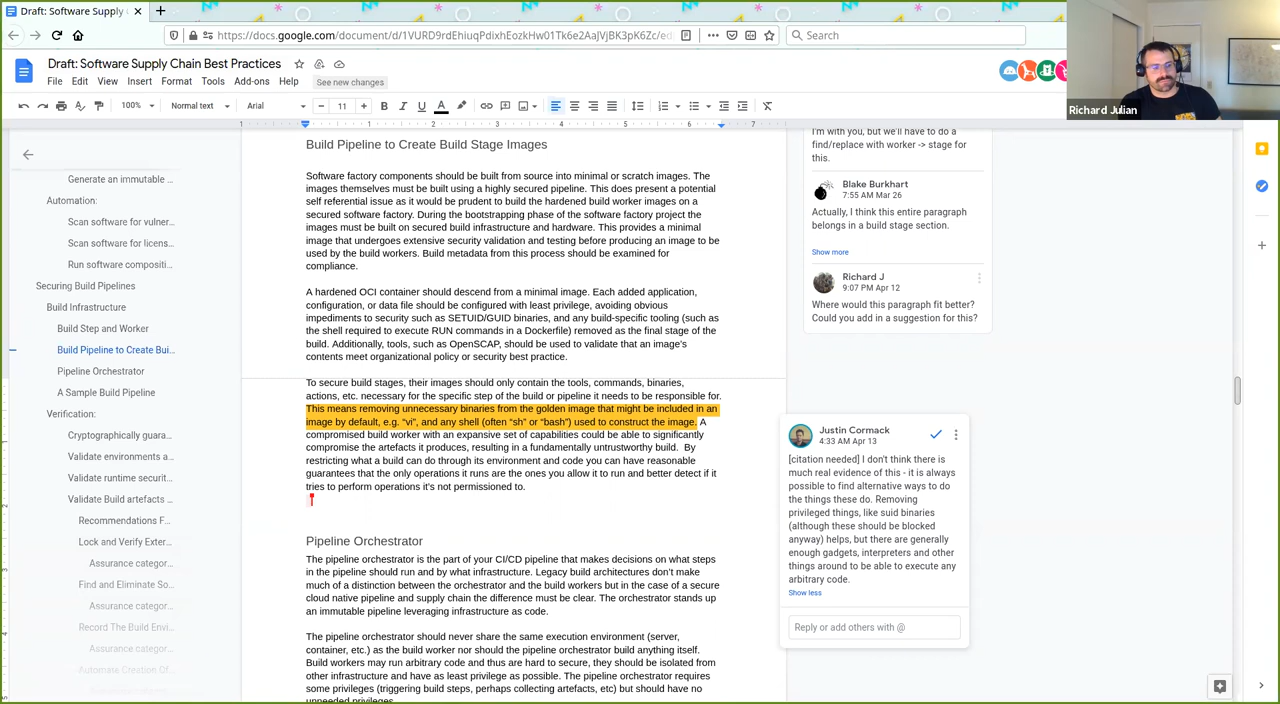 Draft: Software Supply
https://docs.google.com/document/d/1VURD9rdEhiuqPdixhEozkHw01Tk6e2AaJVjBK3pK6Zc/ed
Search
Draft: Software Supply Chain Best Practices
File Edit View Insert Format Tools Add-ons Help See new changes
100% Normal text Arial 11
Richard Julian
1 1 2 3 4 5 6 7
Generate an immutable ...
Automation:
Scan software for vulner...
Scan software for licens...
Run software compositi...
Securing Build Pipelines
Build Infrastructure
Build Step and Worker
Build Pipeline to Create Bui...
Pipeline Orchestrator
A Sample Build Pipeline
Verification:
Cryptographically guara...
Validate environments a...
Validate runtime securit...
Validate Build artefacts ...
Recommendations F...
Lock and Verify Exter...
Assurance categor...
Find and Eliminate So...
Assurance categor...
Record The Build Envi...
Assurance categor...
Automate Creation Of...
Assurance categor...
Build Pipeline to Create Build Stage Images
Software factory components should be built from source into minimal or scratch images. The
images themselves must be built using a highly secured pipeline. This does present a potential
self referential issue as it would be prudent to build the hardened build worker images on a
secured software factory. During the bootstrapping phase of the software factory project the
images must be built on secured build infrastructure and hardware. This provides a minimal
image that undergoes extensive security validation and testing before producing an image to be
used by the build workers. Build metadata from this process should be examined for
compliance.
A hardened OCI container should descend from a minimal image. Each added application,
configuration, or data file should be configured with least privilege, avoiding obvious
impediments to security such as SETUID/GUID binaries, and any build-specific tooling (such as
the shell required to execute RUN commands in a Dockerfile) removed as the final stage of the
build. Additionally, tools, such as OpenSCAP, should be used to validate that an image's
contents meet organizational policy or security best practice.
To secure build stages, their images should only contain the tools, commands, binaries,
actions, etc. necessary for the specific step of the build or pipeline it needs to be responsible for.
This means removing unnecessary binaries from the golden image that might be included in an
image by default, e.g. “vi”, and any shell (often “sh” or “bash”) used to construct the image. A
compromised build worker with an expansive set of capabilities could be able to significantly
compromise the artefacts it produces, resulting in a fundamentally untrustworthy build. By
restricting what a build can do through its environment and code you can have reasonable
guarantees that the only operations it runs are the ones you allow it to run and better detect if it
tries to perform operations it's not permissioned to.
Pipeline Orchestrator
The pipeline orchestrator is the part of your CI/CD pipeline that makes decisions on what steps
in the pipeline should run and by what infrastructure. Legacy build architectures don't make
much of a distinction between the orchestrator and the build workers but in the case of a secure
cloud native pipeline and supply chain the difference must be clear. The orchestrator stands up
an immutable pipeline leveraging infrastructure as code.
The pipeline orchestrator should never share the same execution environment (server,
container, etc.) as the build worker nor should the pipeline orchestrator build anything itself.
Build workers may run arbitrary code and thus are hard to secure, they should be isolated from
other infrastructure and have as least privilege as possible. The pipeline orchestrator requires
some privileges (triggering build steps, perhaps collecting artefacts, etc) but should have no
unneeded privileges.
I'm with you, but we'll have to do a
find/replace with worker -> stage for
this.
Blake Burkhart
7:55 AM Mar 26
Actually, I think this entire paragraph
belongs in a build stage section.
Show more
Richard J
9:07 PM Apr 12
Where would this paragraph fit better?
Could you add in a suggestion for this?
Justin Cormack
4:33 AM Apr 13
[citation needed] I don't think there is
much real evidence of this - it is always
possible to find alternative ways to do
the things these do. Removing
privileged things, like suid binaries
(although these should be blocked
anyway) helps, but there are generally
enough gadgets, interpreters and other
things around to be able to execute any
arbitrary code.
Show less
Reply or add others with @